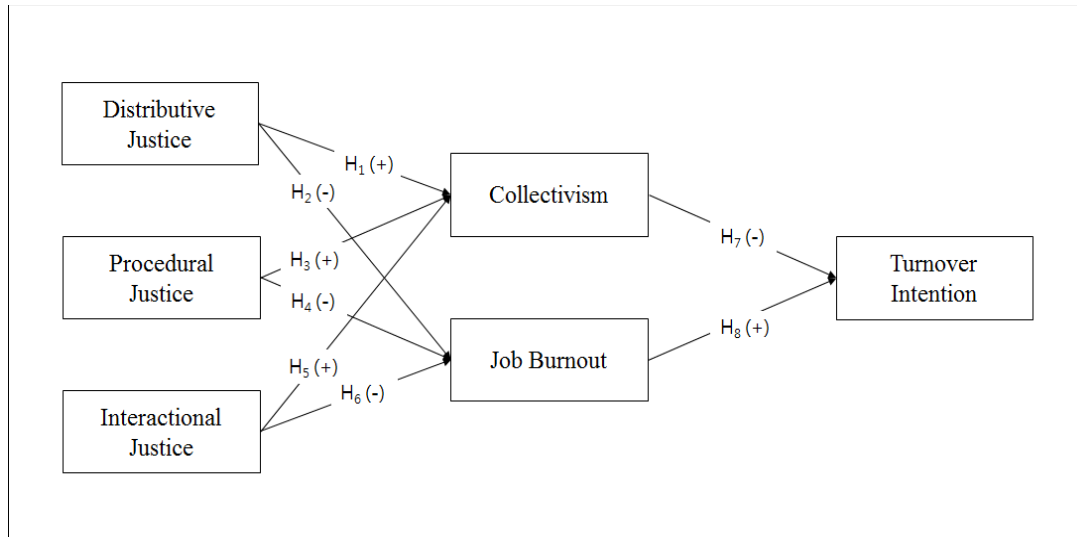 Distributive
Justice
H₁ (+)
H₂ (-)
Collectivism
H₇ (-)
Procedural
Justice
H₃ (+)
H₄ (-)
Turnover
Intention
H₈ (+)
Job Burnout
H₅ (+)
H₆ (-)
Interactional
Justice